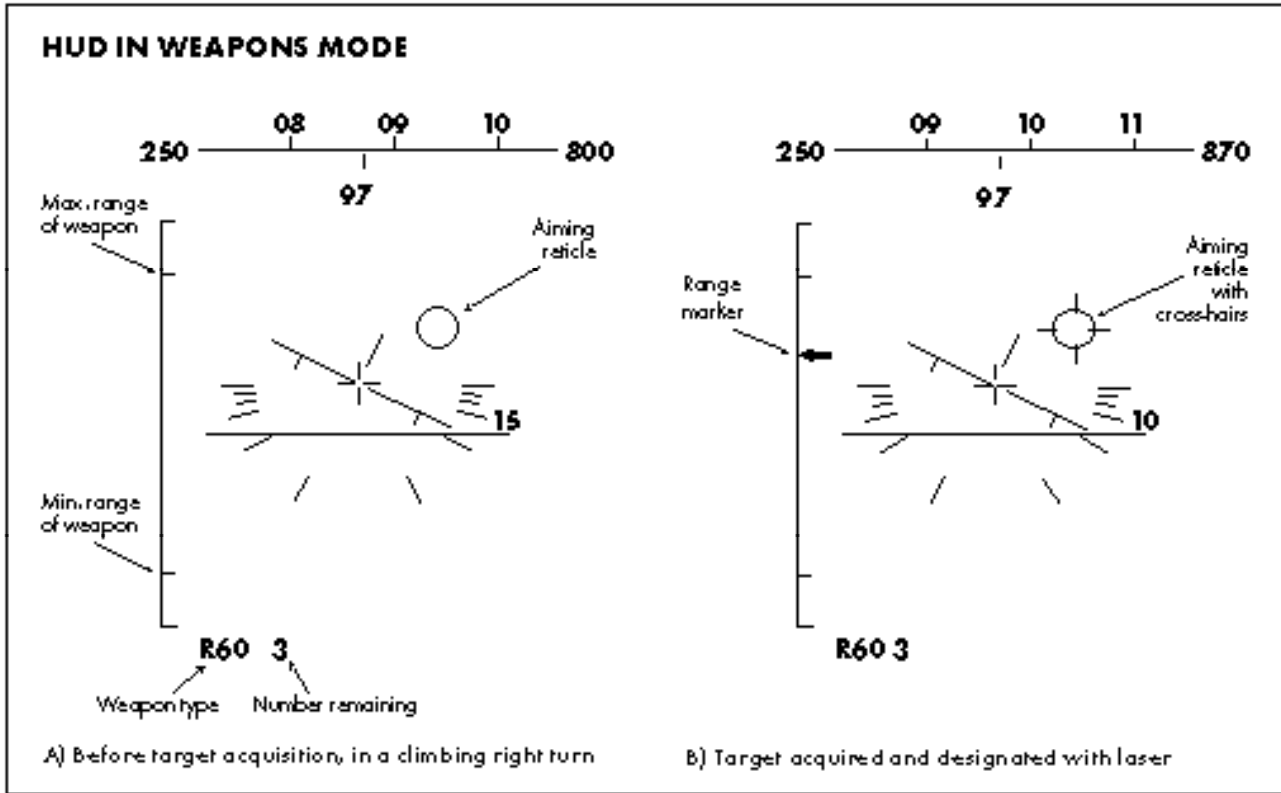 HUD IN WEAPONS MODE
08 09 10
250 800
97
Max. range
of weapon
Aiming
reticle
15
Min. range
of weapon
R60 3
Weapon type Number remaining
A) Before target acquisition, in a climbing right turn
09 10 11
250 870
97
Range
marker
Aiming
reticle
with
cross-hairs
10
R60 3
B) Target acquired and designated with laser